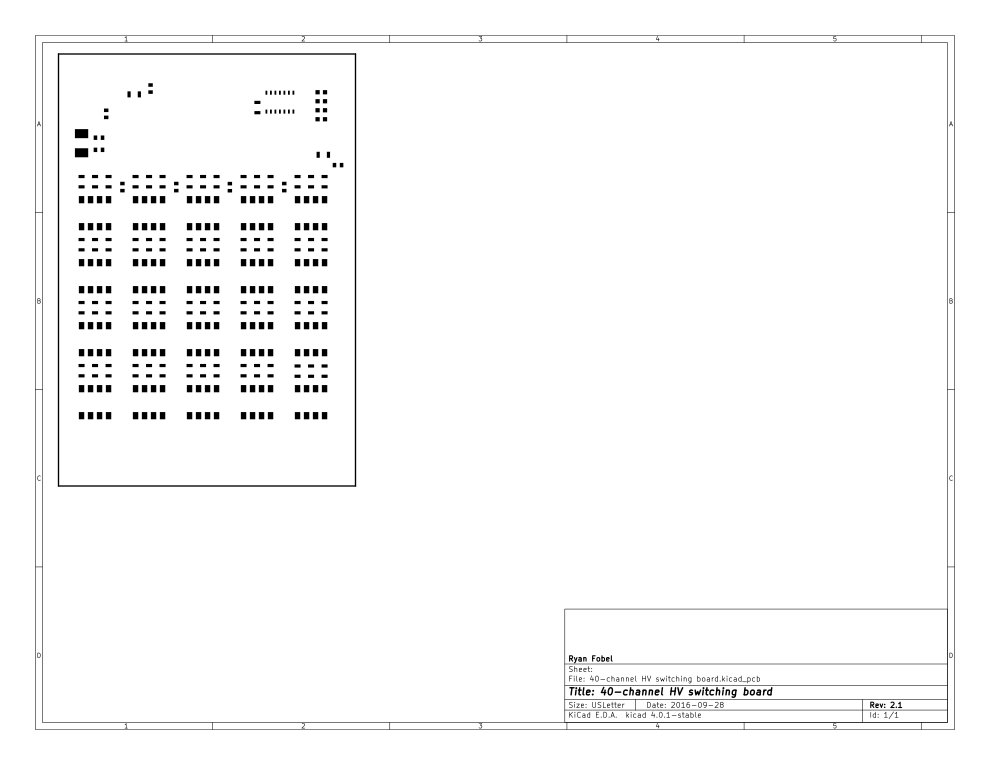 1 2 3 4 5
A A
B B
C C
D D
Ryan Fobel
Sheet:
File: 40-channel HV switching board.kicad_pcb
Title: 40-channel HV switching board
Size: USLetter Date: 2016-09-28 Rev: 2.1
KiCad E.D.A. kicad 4.0.1-stable Id: 1/1
1 2 3 4 5